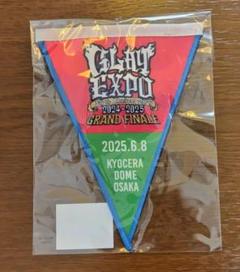 GLAY
EXPO
2024-2025
GRAND FINALE
2025.6.8
KYOCERA
DOME
OSAKA